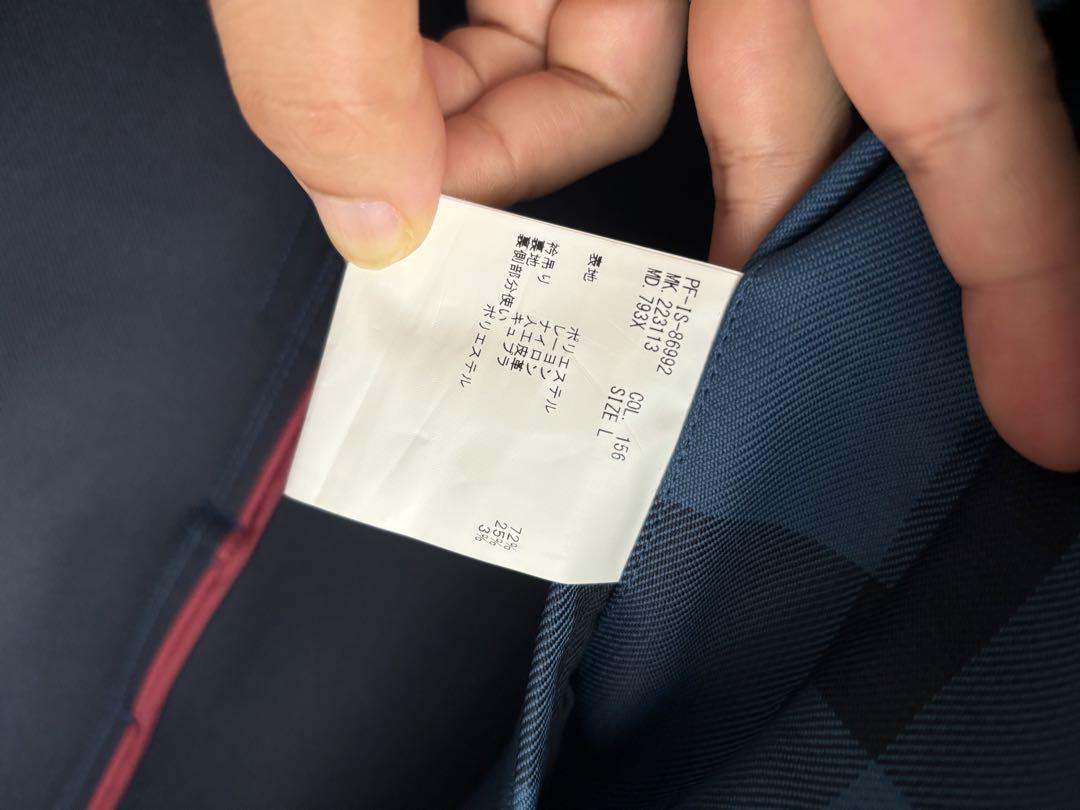 PF-IS-86992
MK. 223113 COL. 156
MD. 793X SIZE L
表地
ポリエステル 72%
レーヨン 25%
ナイロン 3%
衿吊り 人工皮革
裏地 キュプラ
裏側部分使い
ポリエステル